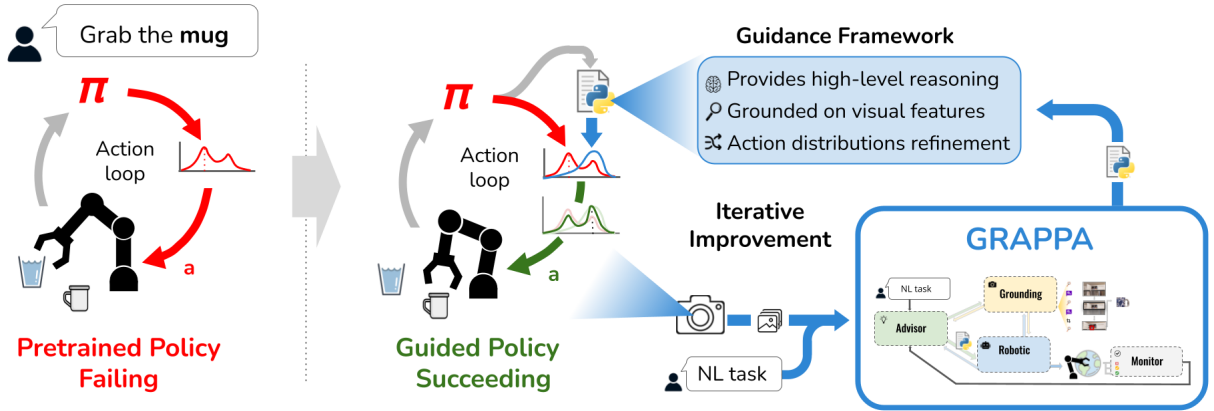 Grab the mug
π
Action
loop
a
Pretrained Policy
Failing
π
Action
loop
a
Guided Policy
Succeeding
Guidance Framework
Provides high-level reasoning
Grounded on visual features
Action distributions refinement
Iterative
Improvement
NL task
GRAPPA
NL task
Grounding
Advisor
Robotic
Monitor